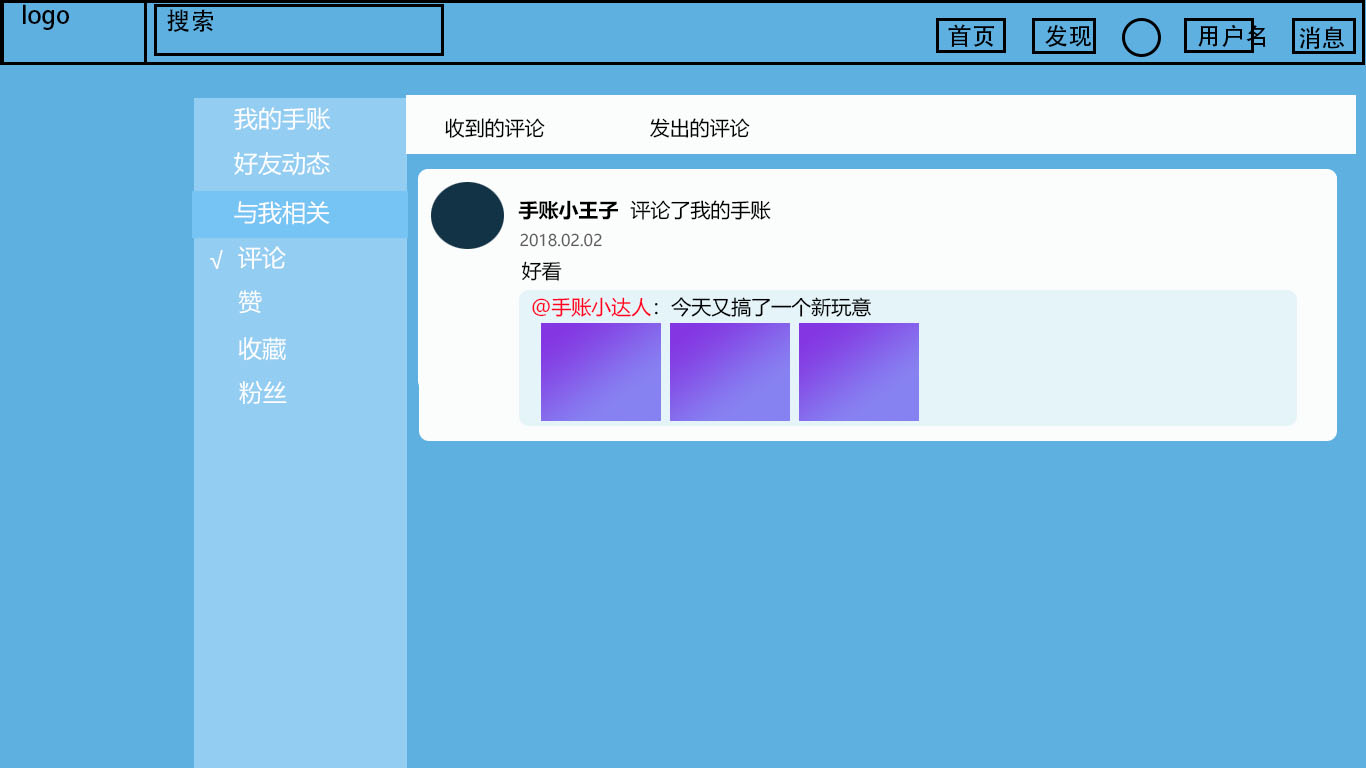 logo
搜索
首页
发现
用户名
消息
我的手账
好友动态
与我相关
√ 评论
赞
收藏
粉丝
收到的评论
发出的评论
手账小王子 评论了我的手账
2018.02.02
好看
@手账小达人：今天又搞了一个新玩意